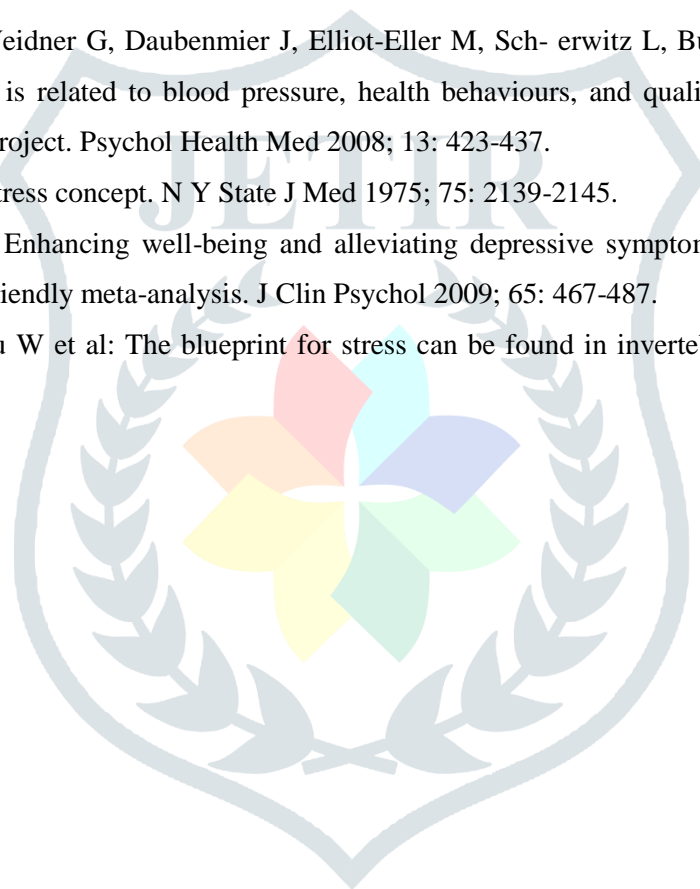 eidner G, Daubenmier J, Elliot-Eller M, Sch- erwitz L, Bu
is related to blood pressure, health behaviours, and quali
roject. Psychol Health Med 2008; 13: 423-437.
JETIR
tress concept. N Y State J Med 1975; 75: 2139-2145.
Enhancing well-being and alleviating depressive symptor
iendly meta-analysis. J Clin Psychol 2009; 65: 467-487.
W et al: The blueprint for stress can be found in inverte